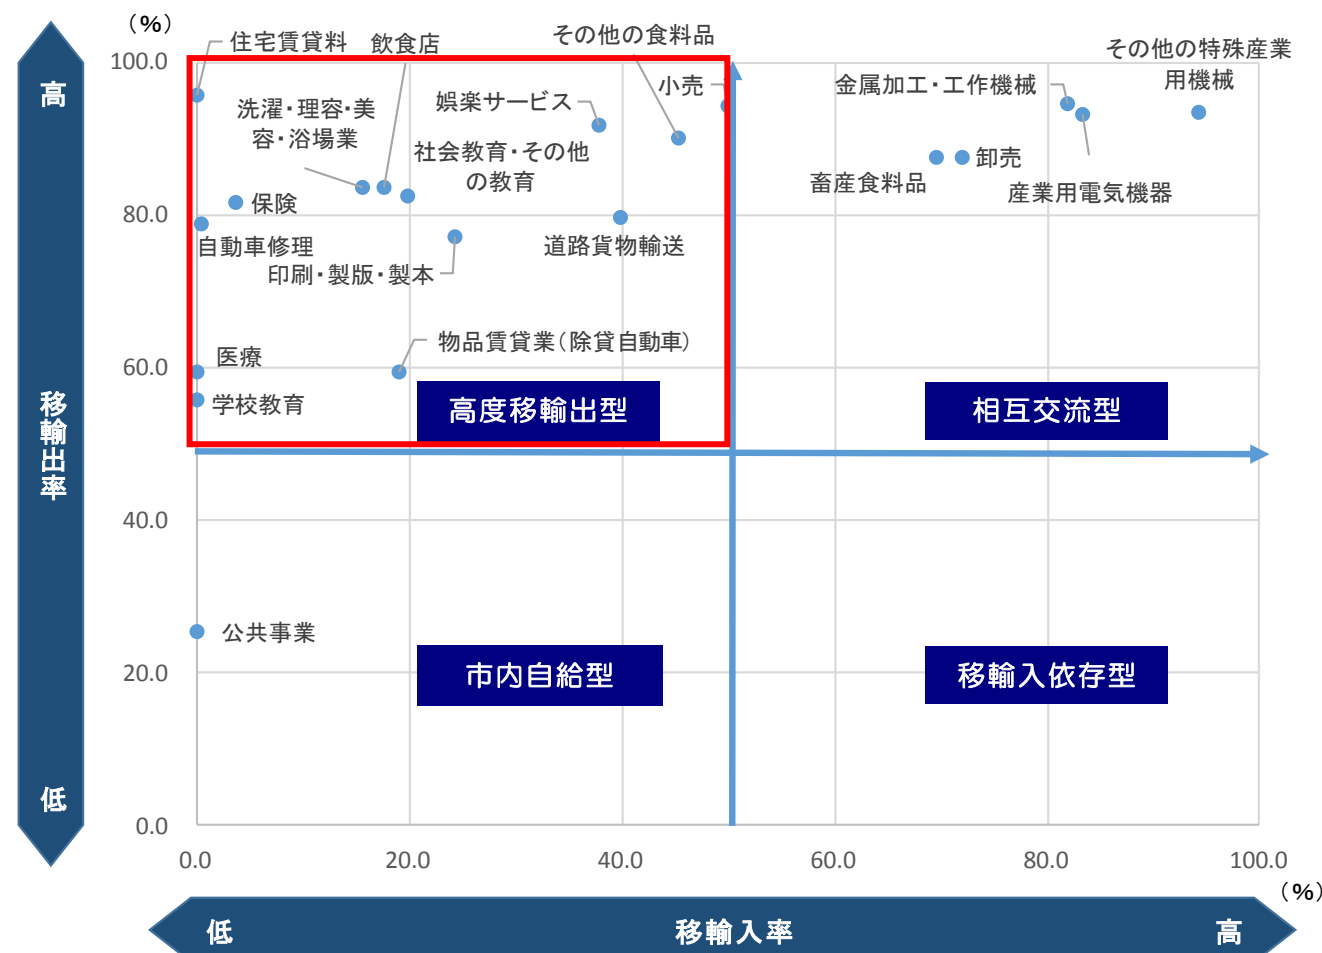 （％）
高
移輸出率
低
100.0
80.0
60.0
40.0
20.0
0.0
住宅賃貸料
飲食店
その他の食料品
小売
娯楽サービス
洗濯・理容・美
容・浴場業
社会教育・その他
の教育
保険
自動車修理
印刷・製版・製本
道路貨物輸送
医療
物品賃貸業（除貸自動車）
学校教育
高度移輸出型
その他の特殊産業
用機械
金属加工・工作機械
卸売
畜産食料品
産業用電気機器
相互交流型
公共事業
市内自給型
移輸入依存型
0.0
20.0
40.0
60.0
80.0
100.0
（％）
低
移輸入率
高